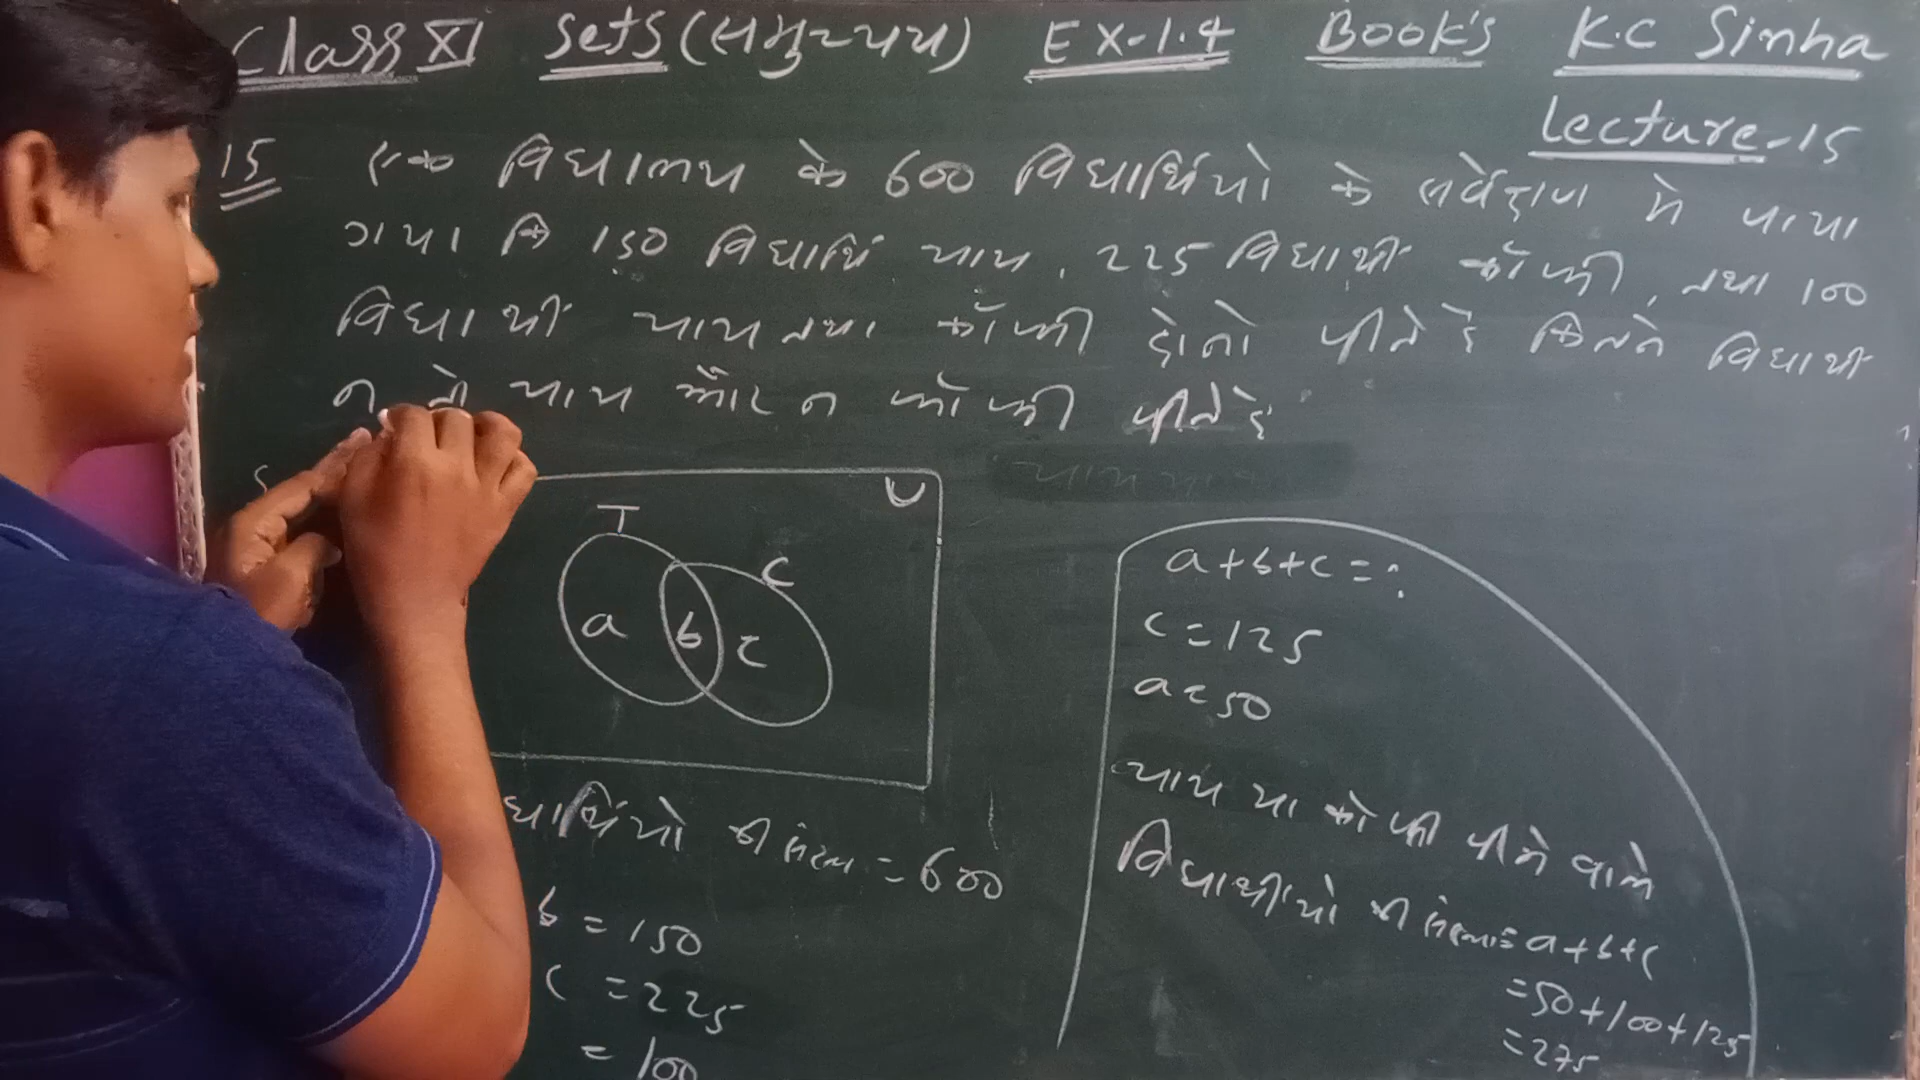 Class XI Sets (समुच्चय) EX-1.4 Book's K.C Sinha
Lecture-15
15 एक विद्यालय के 600 विद्यार्थियो के सर्वेक्षण मे पाया
गया कि 150 विद्यार्थि चाय, 225 विद्यार्थी कॉफी, तथा 100
विद्यार्थी चाय तथा कॉफी दोनो पीते है कितने विद्यार्थी
न तो चाय और न कॉफी पीते है
U
T
C
a b c
द्यार्थियो की संख्या = 600
b = 150
c = 225
= 100
a+b+c = ?
c = 125
a = 50
चाय या कोफी पीने वाले
विद्यार्थीयो की संख्या = a+b+c
= 50+100+125
= 275